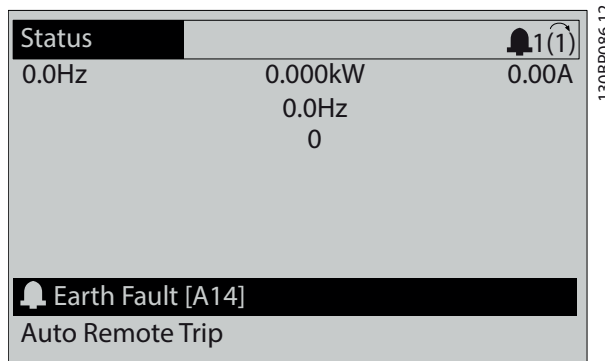 Status 1(1)
0.0Hz 0.000kW 0.00A
0.0Hz
0
Earth Fault [A14]
Auto Remote Trip
130BP086.12